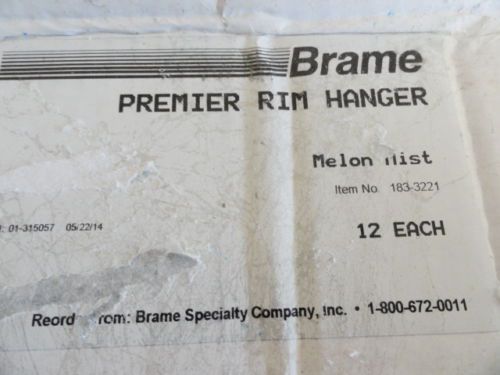 Brame
PREMIER RIM HANGER
Melon
Item No. 183-3221
01-315057 05/22/14
12 EACH
Brame Specialty Company, Inc. • 1-800-672-0011